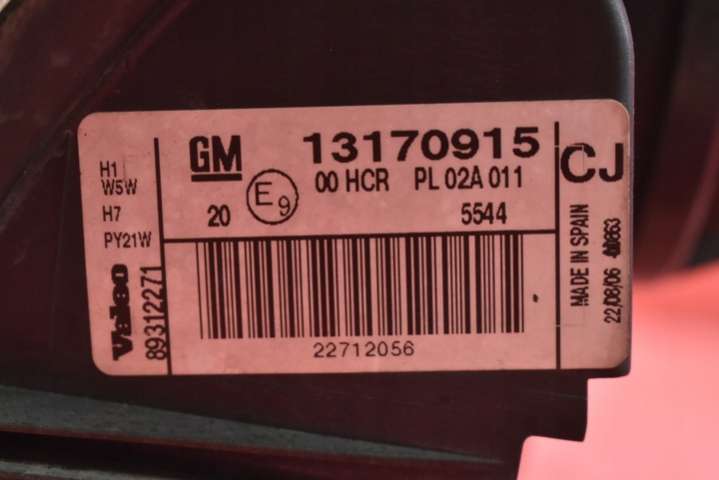 H1
W5W
H7
PY21W
Valeo
89312271
GM 13170915
00 HCR PL 02A 011
20 E9 5544
22712056
CJ
MADE IN SPAIN
22/08/06